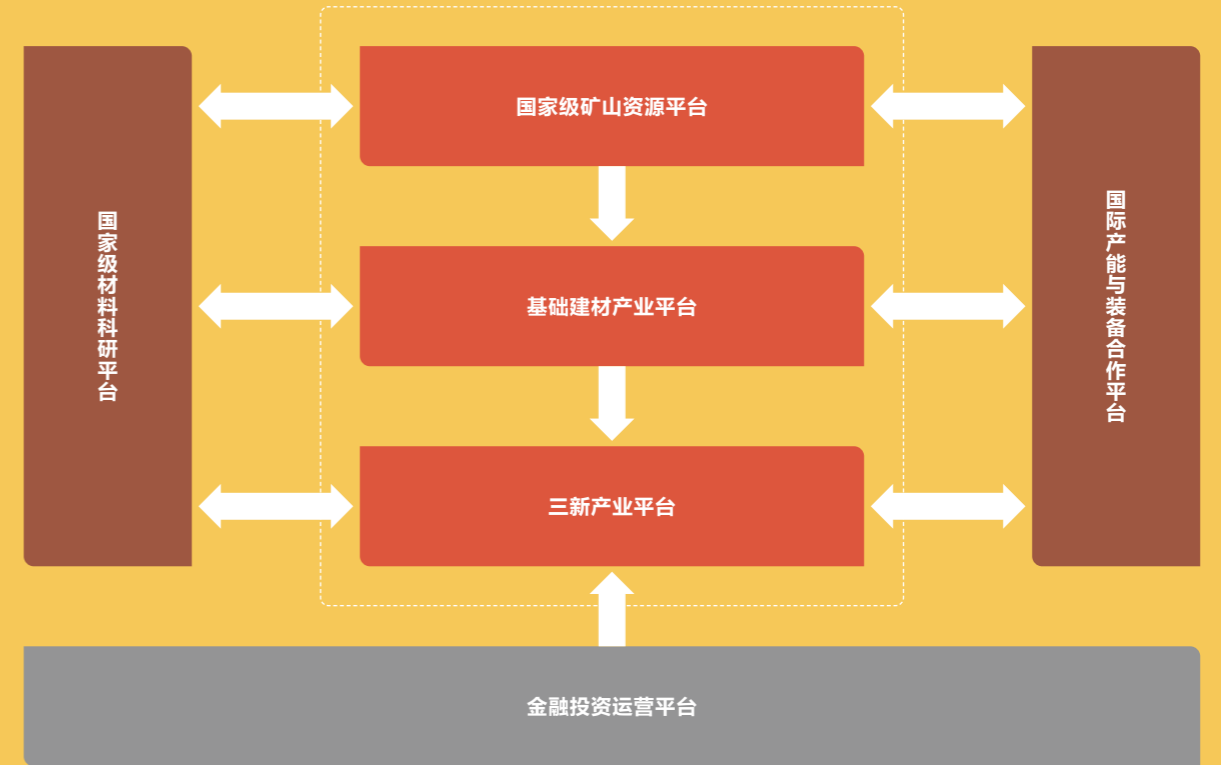 国家级矿山资源平台
国家级材料科研平台
国际产能与装备合作平台
基础建材产业平台
三新产业平台
金融投资运营平台